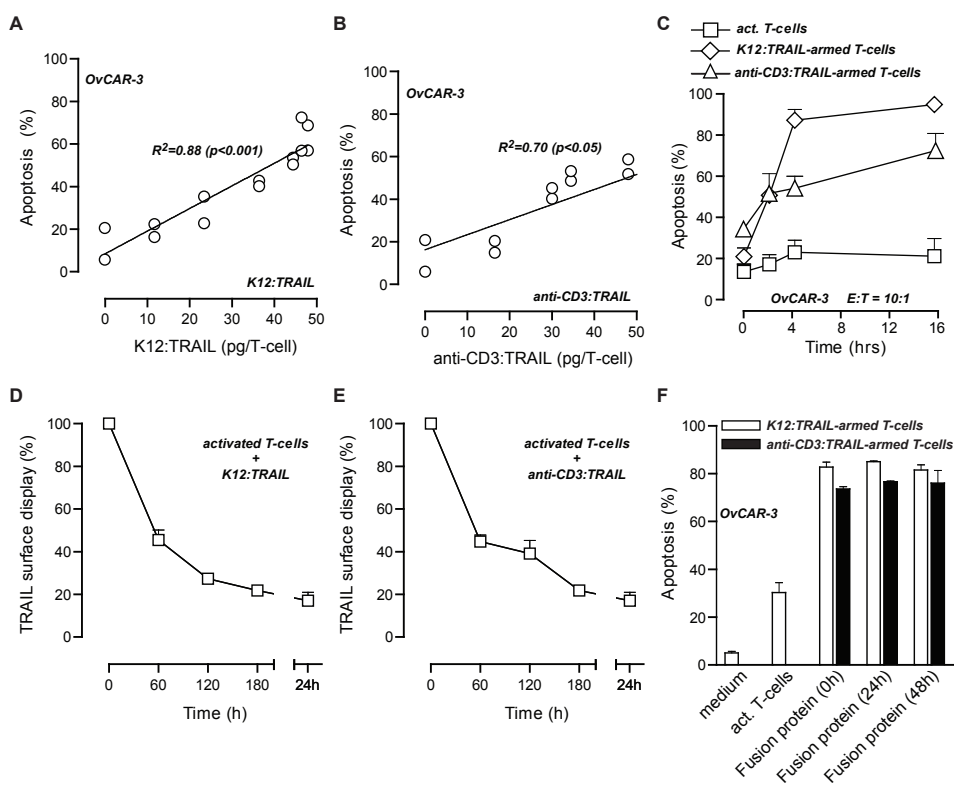 A
Apoptosis (%)
100
80
60
40
20
0
OvCAR-3
R²=0.88 (p<0.001)
K12:TRAIL
0 10 20 30 40 50
K12:TRAIL (pg/T-cell)
B
Apoptosis (%)
100
80
60
40
20
0
OvCAR-3
R²=0.70 (p<0.05)
anti-CD3:TRAIL
0 10 20 30 40 50
anti-CD3:TRAIL (pg/T-cell)
C
act. T-cells
K12:TRAIL-armed T-cells
anti-CD3:TRAIL-armed T-cells
Apoptosis (%)
100
80
60
40
20
0
OvCAR-3 E:T = 10:1
0 4 8 12 16
Time (hrs)
D
TRAIL surface display (%)
100
80
60
40
20
0
activated T-cells
+
K12:TRAIL
0 60 120 180 24h
Time (h)
E
TRAIL surface display (%)
100
80
60
40
20
0
activated T-cells
+
anti-CD3:TRAIL
0 60 120 180 24h
Time (h)
F
K12:TRAIL-armed T-cells
anti-CD3:TRAIL-armed T-cells
Apoptosis (%)
100
80
60
40
20
0
OvCAR-3
medium
act. T-cells
Fusion protein (0h)
Fusion protein (24h)
Fusion protein (48h)